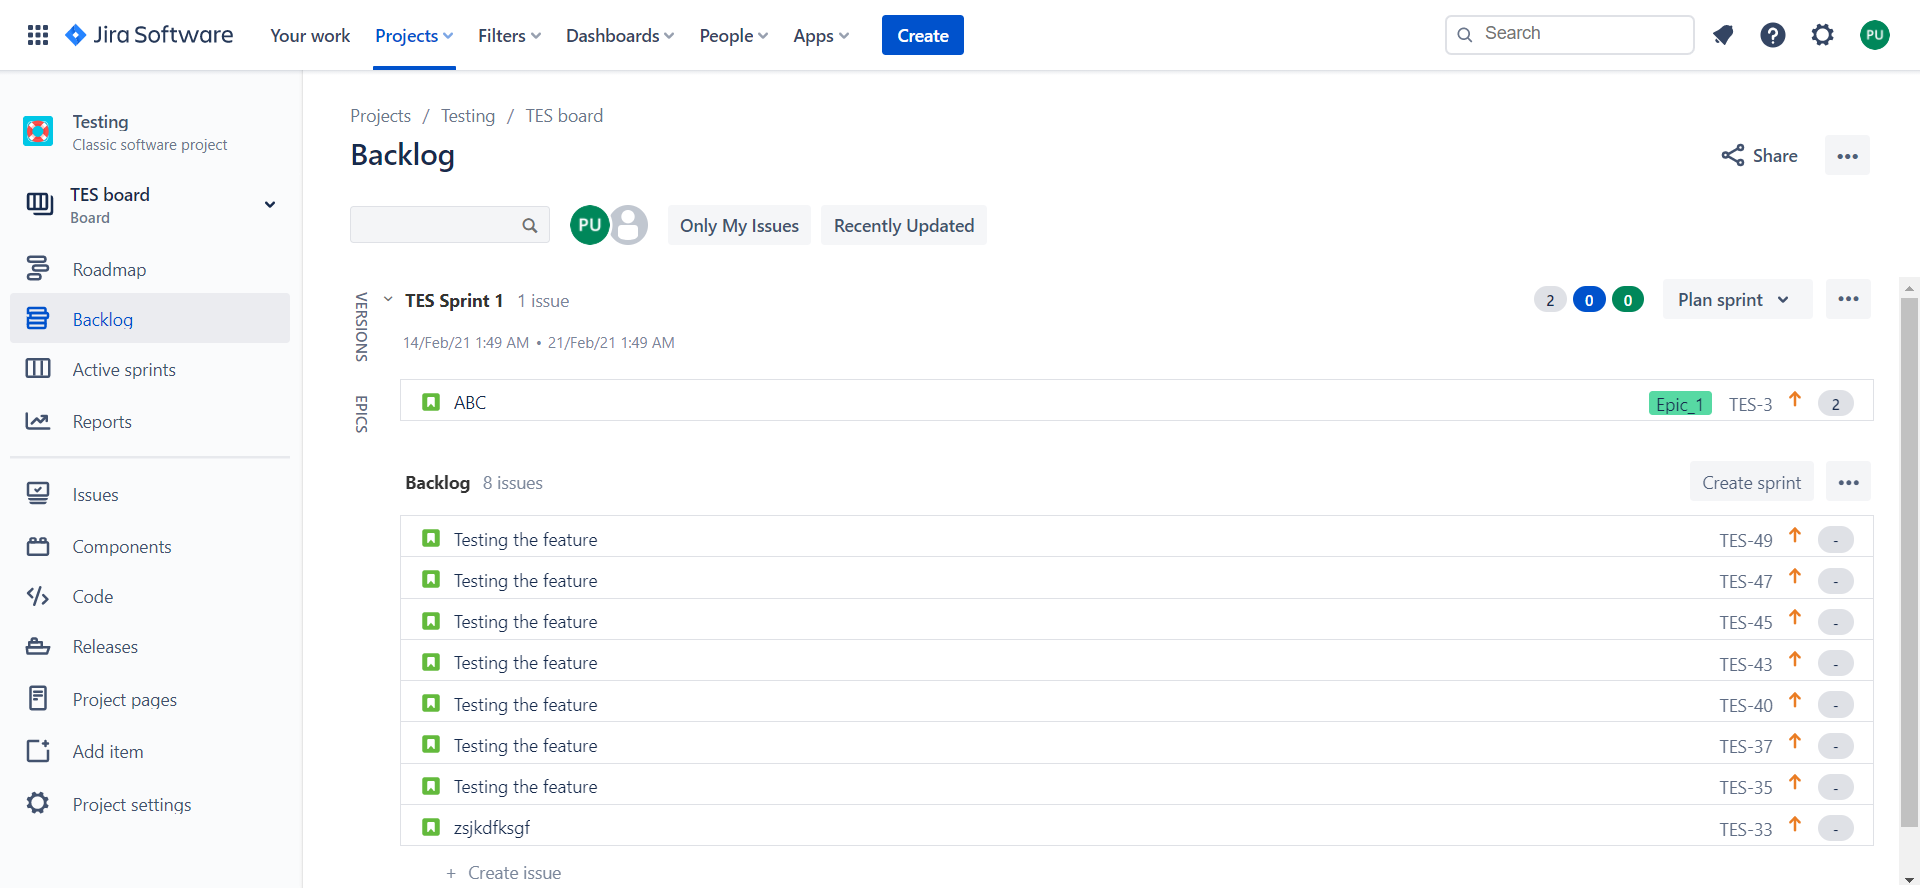 Jira Software Your work Projects Filters Dashboards People Apps Create Search PU
Testing
Classic software project
TES board
Board
Roadmap
Backlog
Active sprints
Reports
Issues
Components
Code
Releases
Project pages
Add item
Project settings
Projects / Testing / TES board
Backlog
Share
PU Only My Issues Recently Updated
VERSIONS
EPICS
TES Sprint 1 1 issue 2 0 0 Plan sprint
14/Feb/21 1:49 AM • 21/Feb/21 1:49 AM
ABC Epic_1 TES-3 2
Backlog 8 issues Create sprint
Testing the feature TES-49 -
Testing the feature TES-47 -
Testing the feature TES-45 -
Testing the feature TES-43 -
Testing the feature TES-40 -
Testing the feature TES-37 -
Testing the feature TES-35 -
zsjkdfksgf TES-33 -
+ Create issue